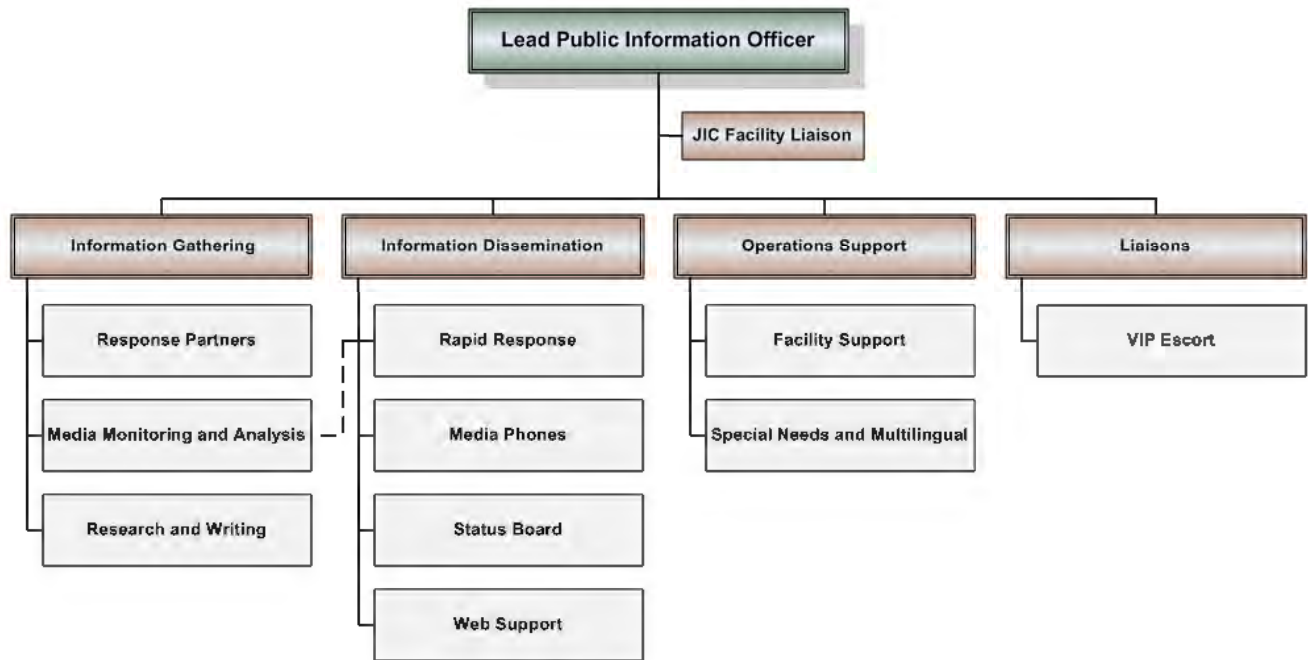 Lead Public Information Officer
JIC Facility Liaison
Information Gathering
Information Dissemination
Operations Support
Liaisons
Response Partners
Rapid Response
Facility Support
VIP Escort
Media Monitoring and Analysis
Media Phones
Special Needs and Multilingual
Research and Writing
Status Board
Web Support